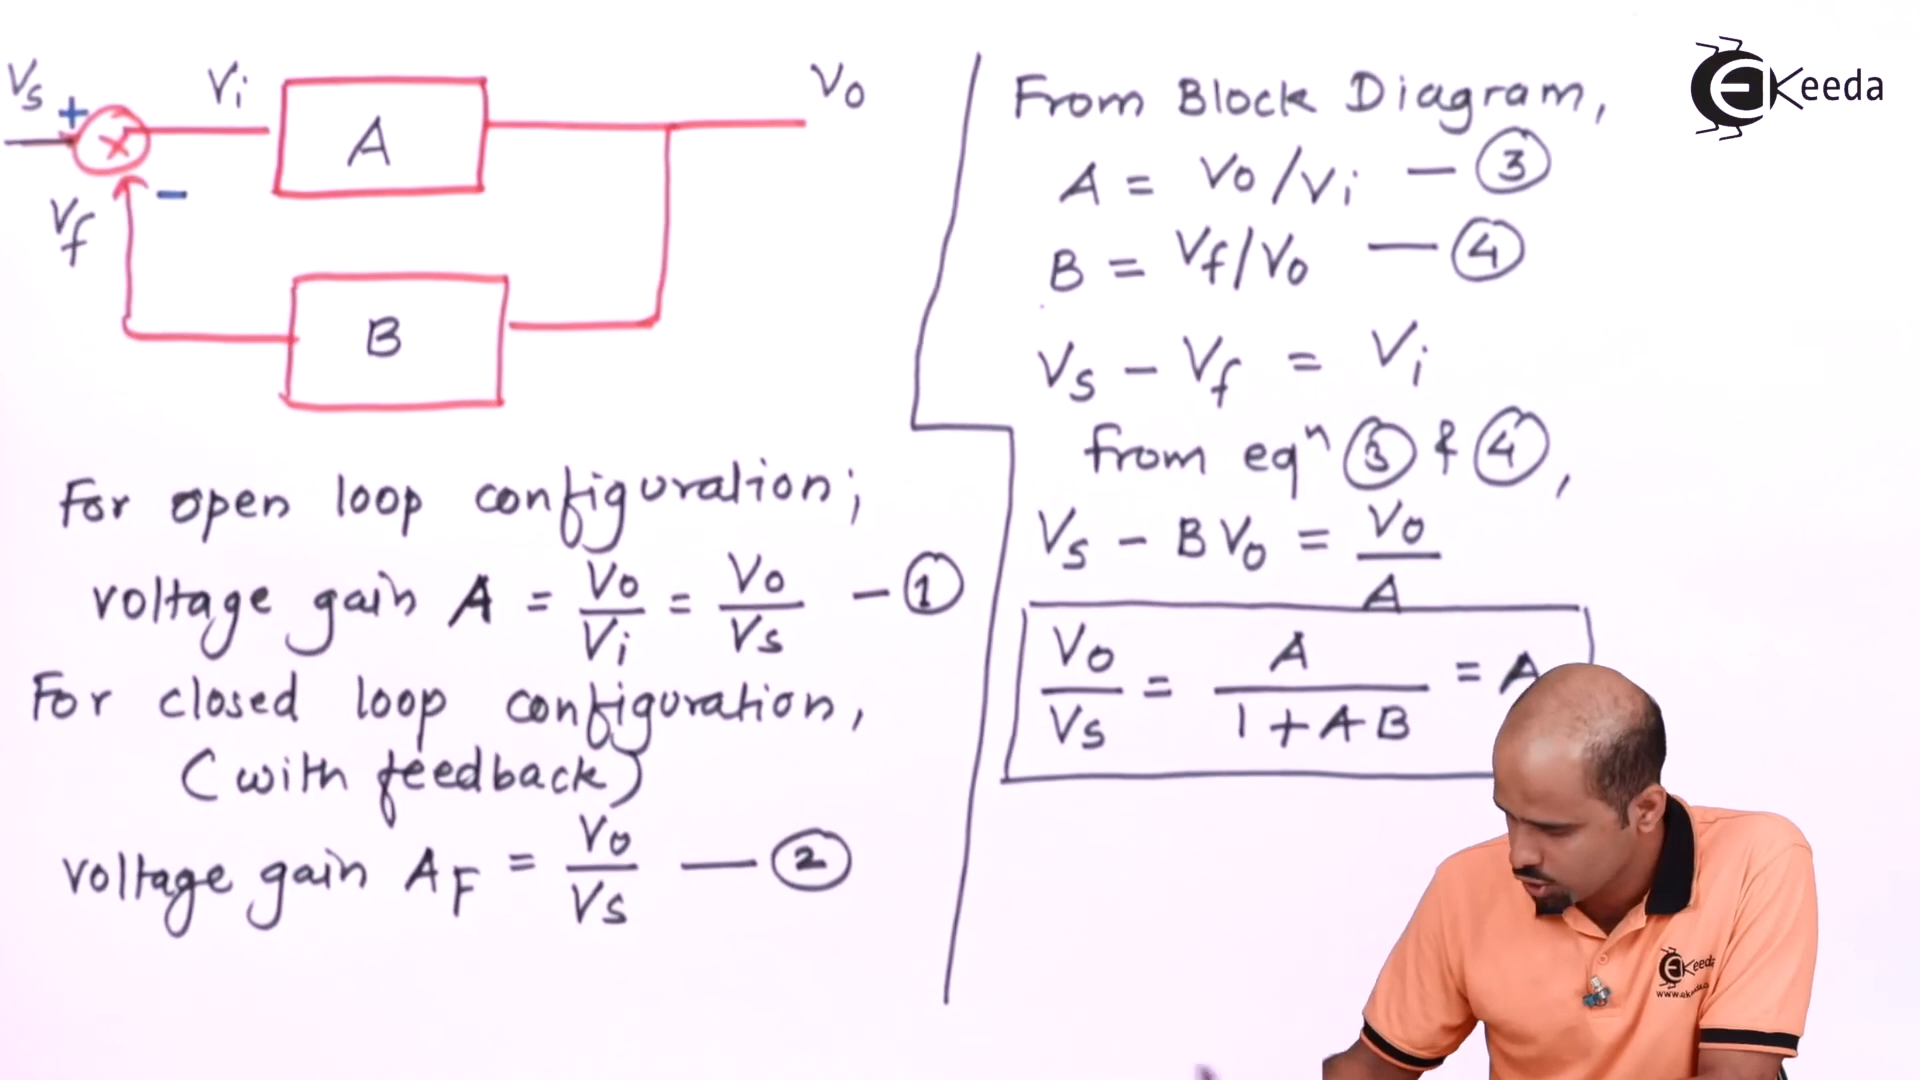 Vs + Vi A Vo
Vf −
B
For open loop configuration;
voltage gain A = Vo/Vi = Vo/Vs — ①
For closed loop configuration,
(with feedback)
voltage gain AF = Vo/Vs — ②
From Block Diagram,
A = Vo/Vi — ③
B = Vf/Vo — ④
Vs − Vf = Vi
from eqⁿ ③ & ④,
Vs − BVo = Vo/A
Vo/Vs = A/1+AB = A
eKeeda
eKeeda